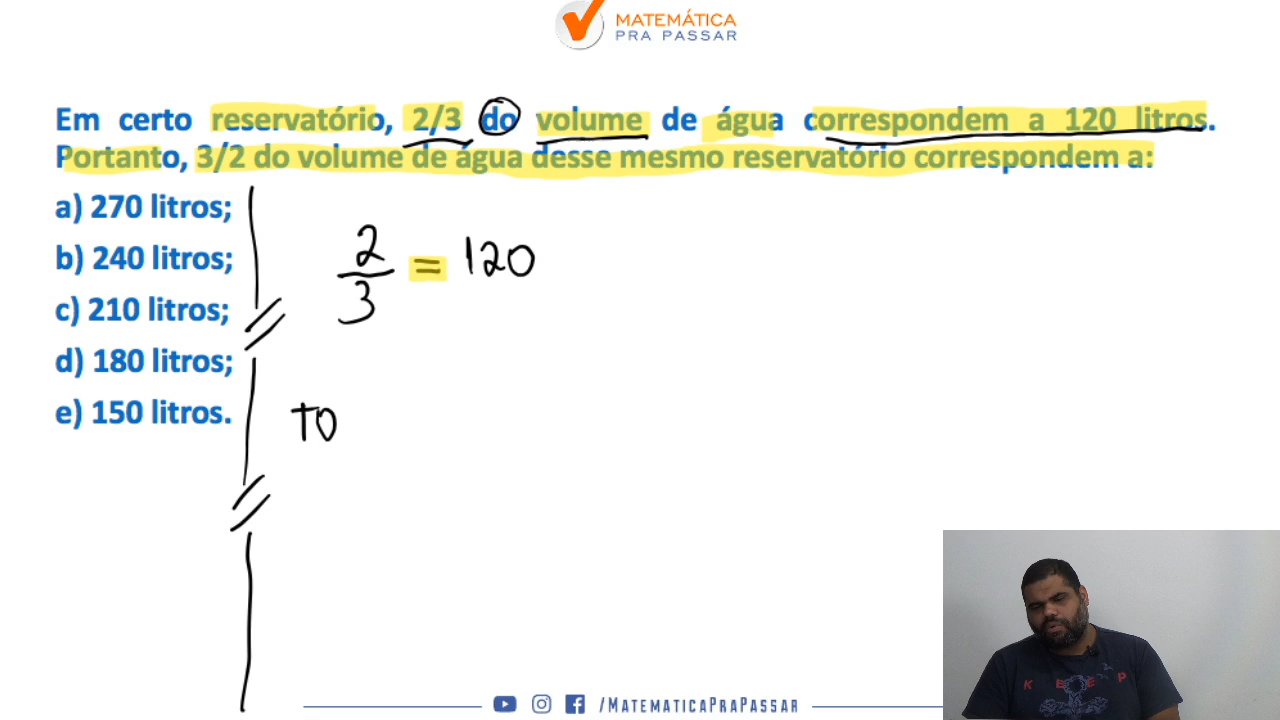 MATEMÁTICA
PRA PASSAR
Em certo reservatório, 2/3 do volume de água correspondem a 120 litros.
Portanto, 3/2 do volume de água desse mesmo reservatório correspondem a:
a) 270 litros;
b) 240 litros;
c) 210 litros;
d) 180 litros;
e) 150 litros.
2/3 = 120
TO
K E E P
/MATEMATICAPRAPASSAR